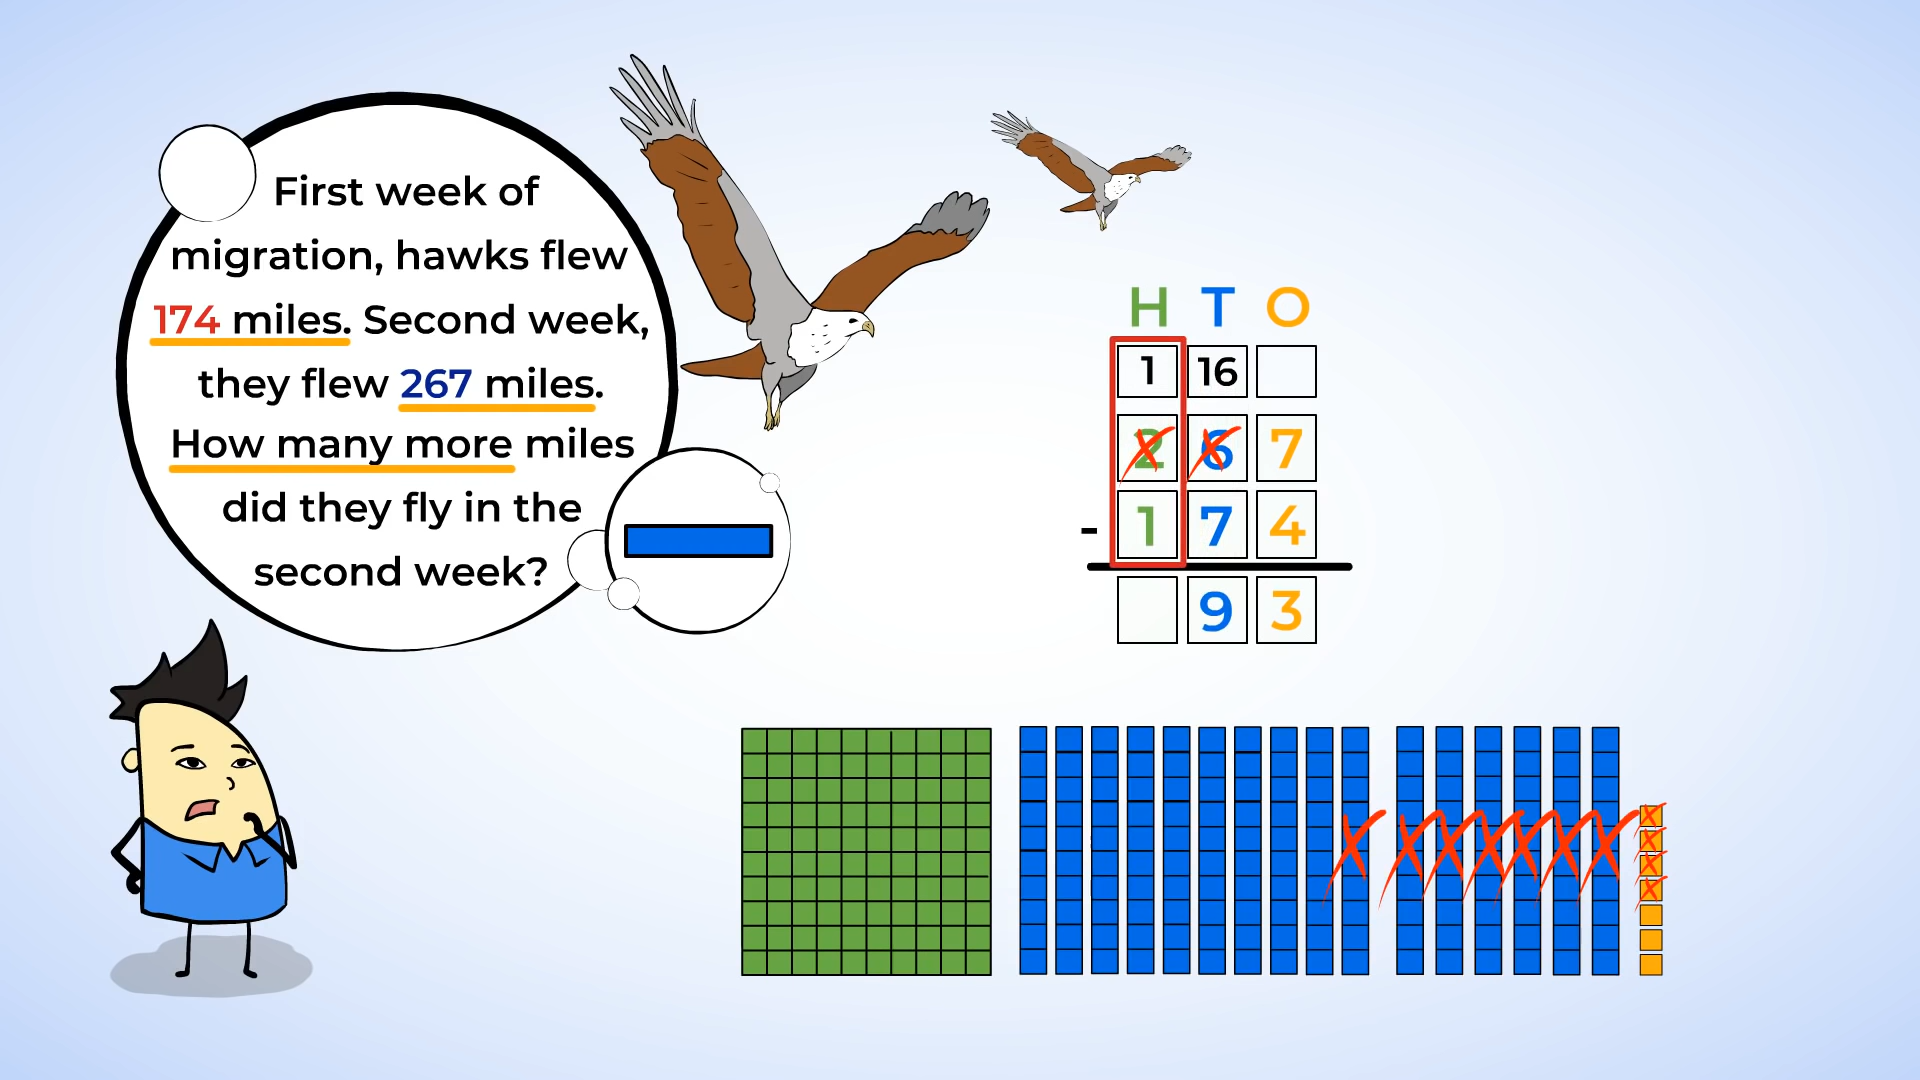 First week of
migration, hawks flew
174 miles. Second week,
they flew 267 miles.
How many more miles
did they fly in the
second week?
H T O
1 16
2 6 7
- 1 7 4
9 3